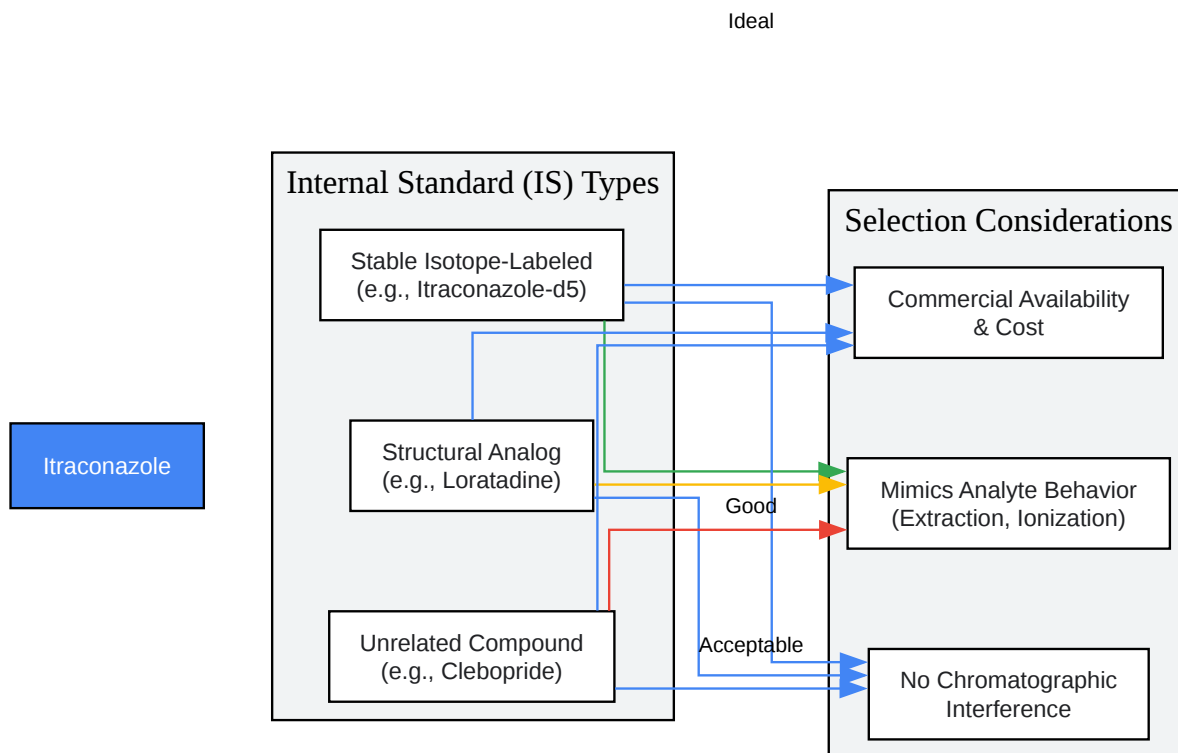 Ideal
Internal Standard (IS) Types
Stable Isotope-Labeled
(e.g., Itraconazole-d5)
Structural Analog
(e.g., Loratadine)
Unrelated Compound
(e.g., Clebopride)
Itraconazole
Good
Acceptable
Selection Considerations
Commercial Availability
& Cost
Mimics Analyte Behavior
(Extraction, Ionization)
No Chromatographic
Interference